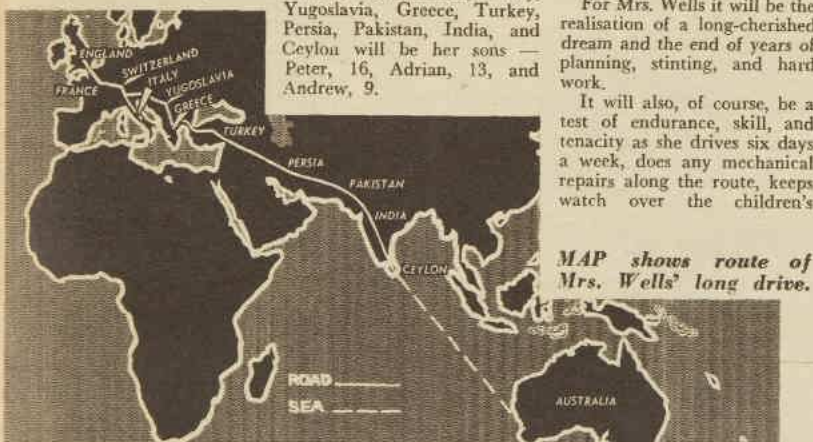 Yugoslavia, Greece, Turkey,
Persia, Pakistan, India, and
Ceylon will be her sons —
Peter, 16, Adrian, 13, and
Andrew, 9.
For Mrs. Wells it will be the
realisation of a long-cherished
dream and the end of years of
planning, stinting, and hard
work.
It will also, of course, be a
test of endurance, skill, and
tenacity as she drives six days
a week, does any mechanical
repairs along the route, keeps
watch over the children's
MAP shows route of
Mrs. Wells' long drive.
ENGLAND
SWITZERLAND
ITALY
FRANCE
YUGOSLAVIA
GREECE
TURKEY
PERSIA
PAKISTAN
INDIA
CEYLON
ROAD
SEA
AUSTRALIA